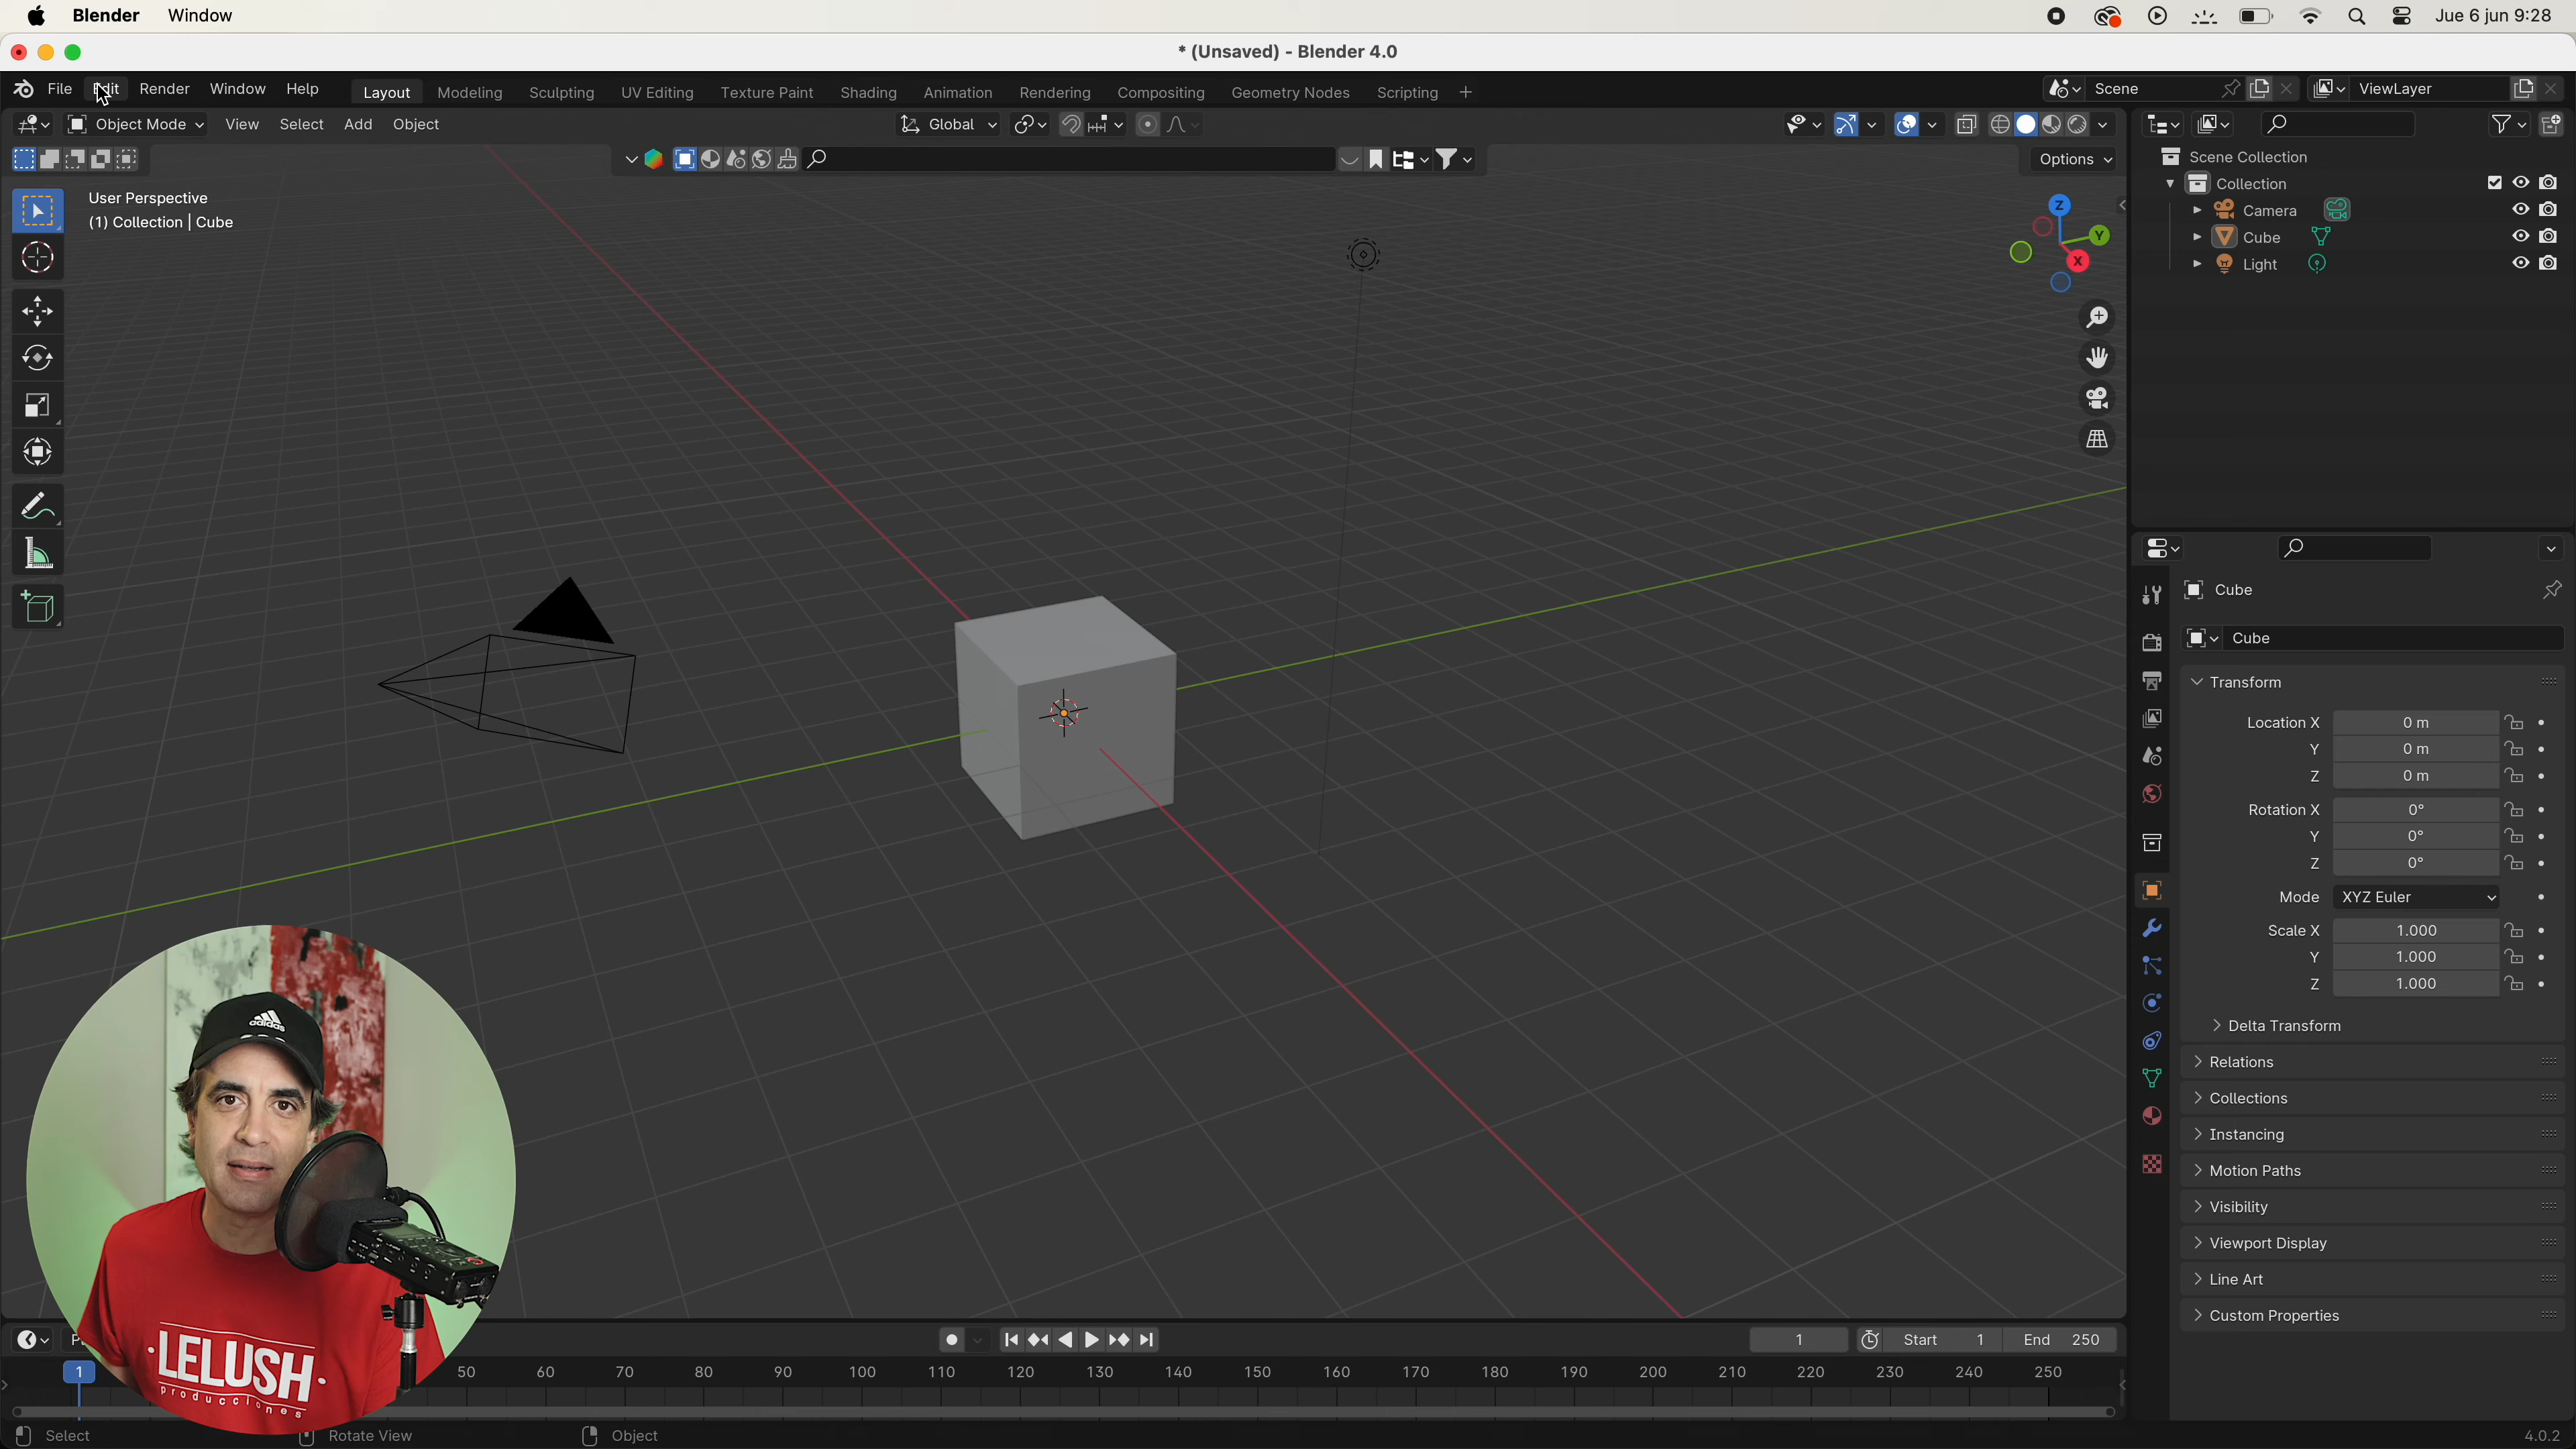 Blender Window
Jue 6 jun 9:28
* (Unsaved) - Blender 4.0
File Edit Render Window Help Layout Modeling Sculpting UV Editing Texture Paint Shading Animation Rendering Compositing Geometry Nodes Scripting + Scene ViewLayer
Object Mode View Select Add Object Global
Options
User Perspective
(1) Collection | Cube
Z
Y
X
Scene Collection
Collection
Camera
Cube
Light
Cube
Cube
Transform
Location X 0 m
Y 0 m
Z 0 m
Rotation X 0°
Y 0°
Z 0°
Mode XYZ Euler
Scale X 1.000
Y 1.000
Z 1.000
Delta Transform
Relations
Collections
Instancing
Motion Paths
Visibility
Viewport Display
Line Art
Custom Properties
adidas
LELUSH
producciones
1 Start 1 End 250
1 50 60 70 80 90 100 110 120 130 140 150 160 170 180 190 200 210 220 230 240 250
Select Rotate View Object 4.0.2